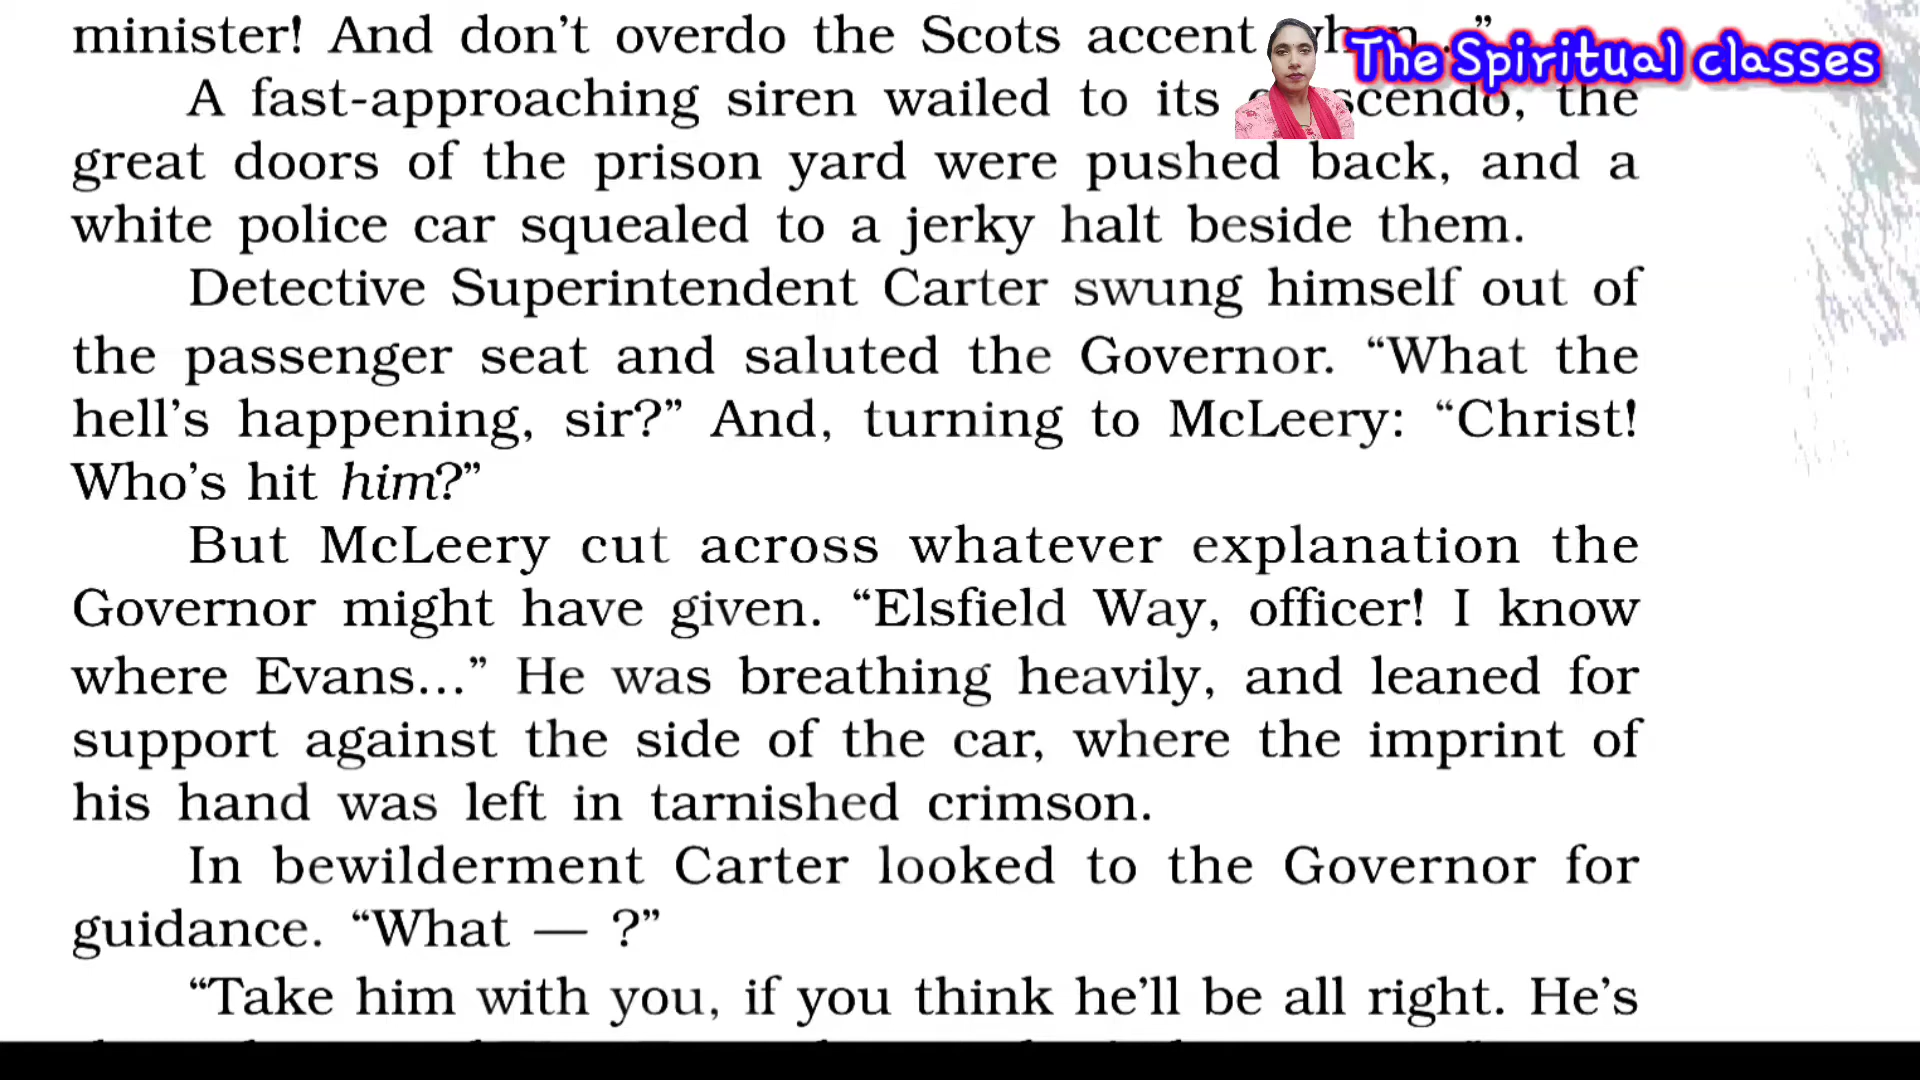 minister! And don't overdo the Scots accent when ..."
The Spiritual classes
A fast-approaching siren wailed to its the
great doors of the prison yard were pushed back, and a
white police car squealed to a jerky halt beside them.
Detective Superintendent Carter swung himself out of
the passenger seat and saluted the Governor. “What the
hell’s happening, sir?” And, turning to McLeery: “Christ!
Who’s hit him?”
But McLeery cut across whatever explanation the
Governor might have given. “Elsfield Way, officer! I know
where Evans...” He was breathing heavily, and leaned for
support against the side of the car, where the imprint of
his hand was left in tarnished crimson.
In bewilderment Carter looked to the Governor for
guidance. “What — ?”
“Take him with you, if you think he’ll be all right. He’s